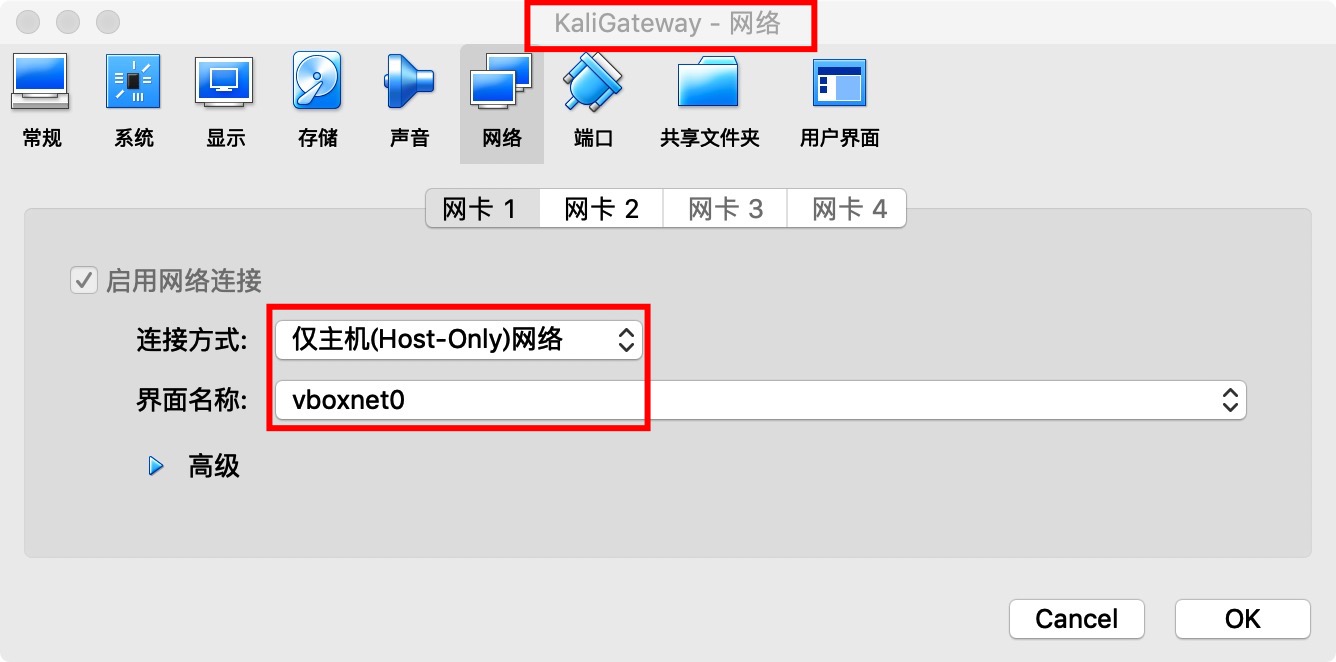 KaliGateway - 网络
常规 系统 显示 存储 声音 网络 端口 共享文件夹 用户界面
网卡 1 网卡 2 网卡 3 网卡 4
启用网络连接
连接方式: 仅主机(Host-Only)网络
界面名称: vboxnet0
高级
Cancel OK